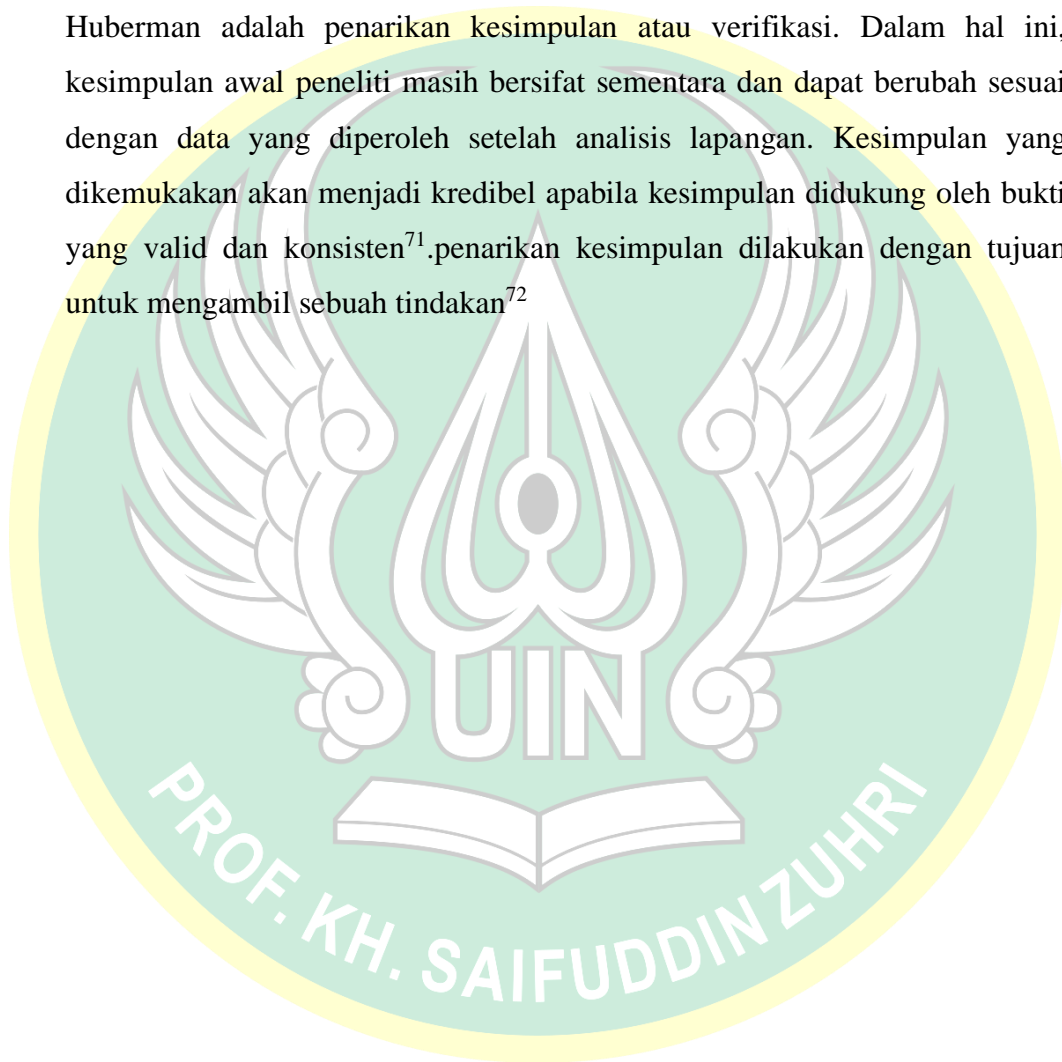 Huberman adalah penarikan kesimpulan atau verifikasi. Dalam hal ini,
kesimpulan awal peneliti masih bersifat sementara dan dapat berubah sesuai
dengan data yang diperoleh setelah analisis lapangan. Kesimpulan yang
dikemukakan akan menjadi kredibel apabila kesimpulan didukung oleh bukti
yang valid dan konsisten71.penarikan kesimpulan dilakukan dengan tujuan
untuk mengambil sebuah tindakan72
UIN
PROF. KH. SAIFUDDIN ZUHRI